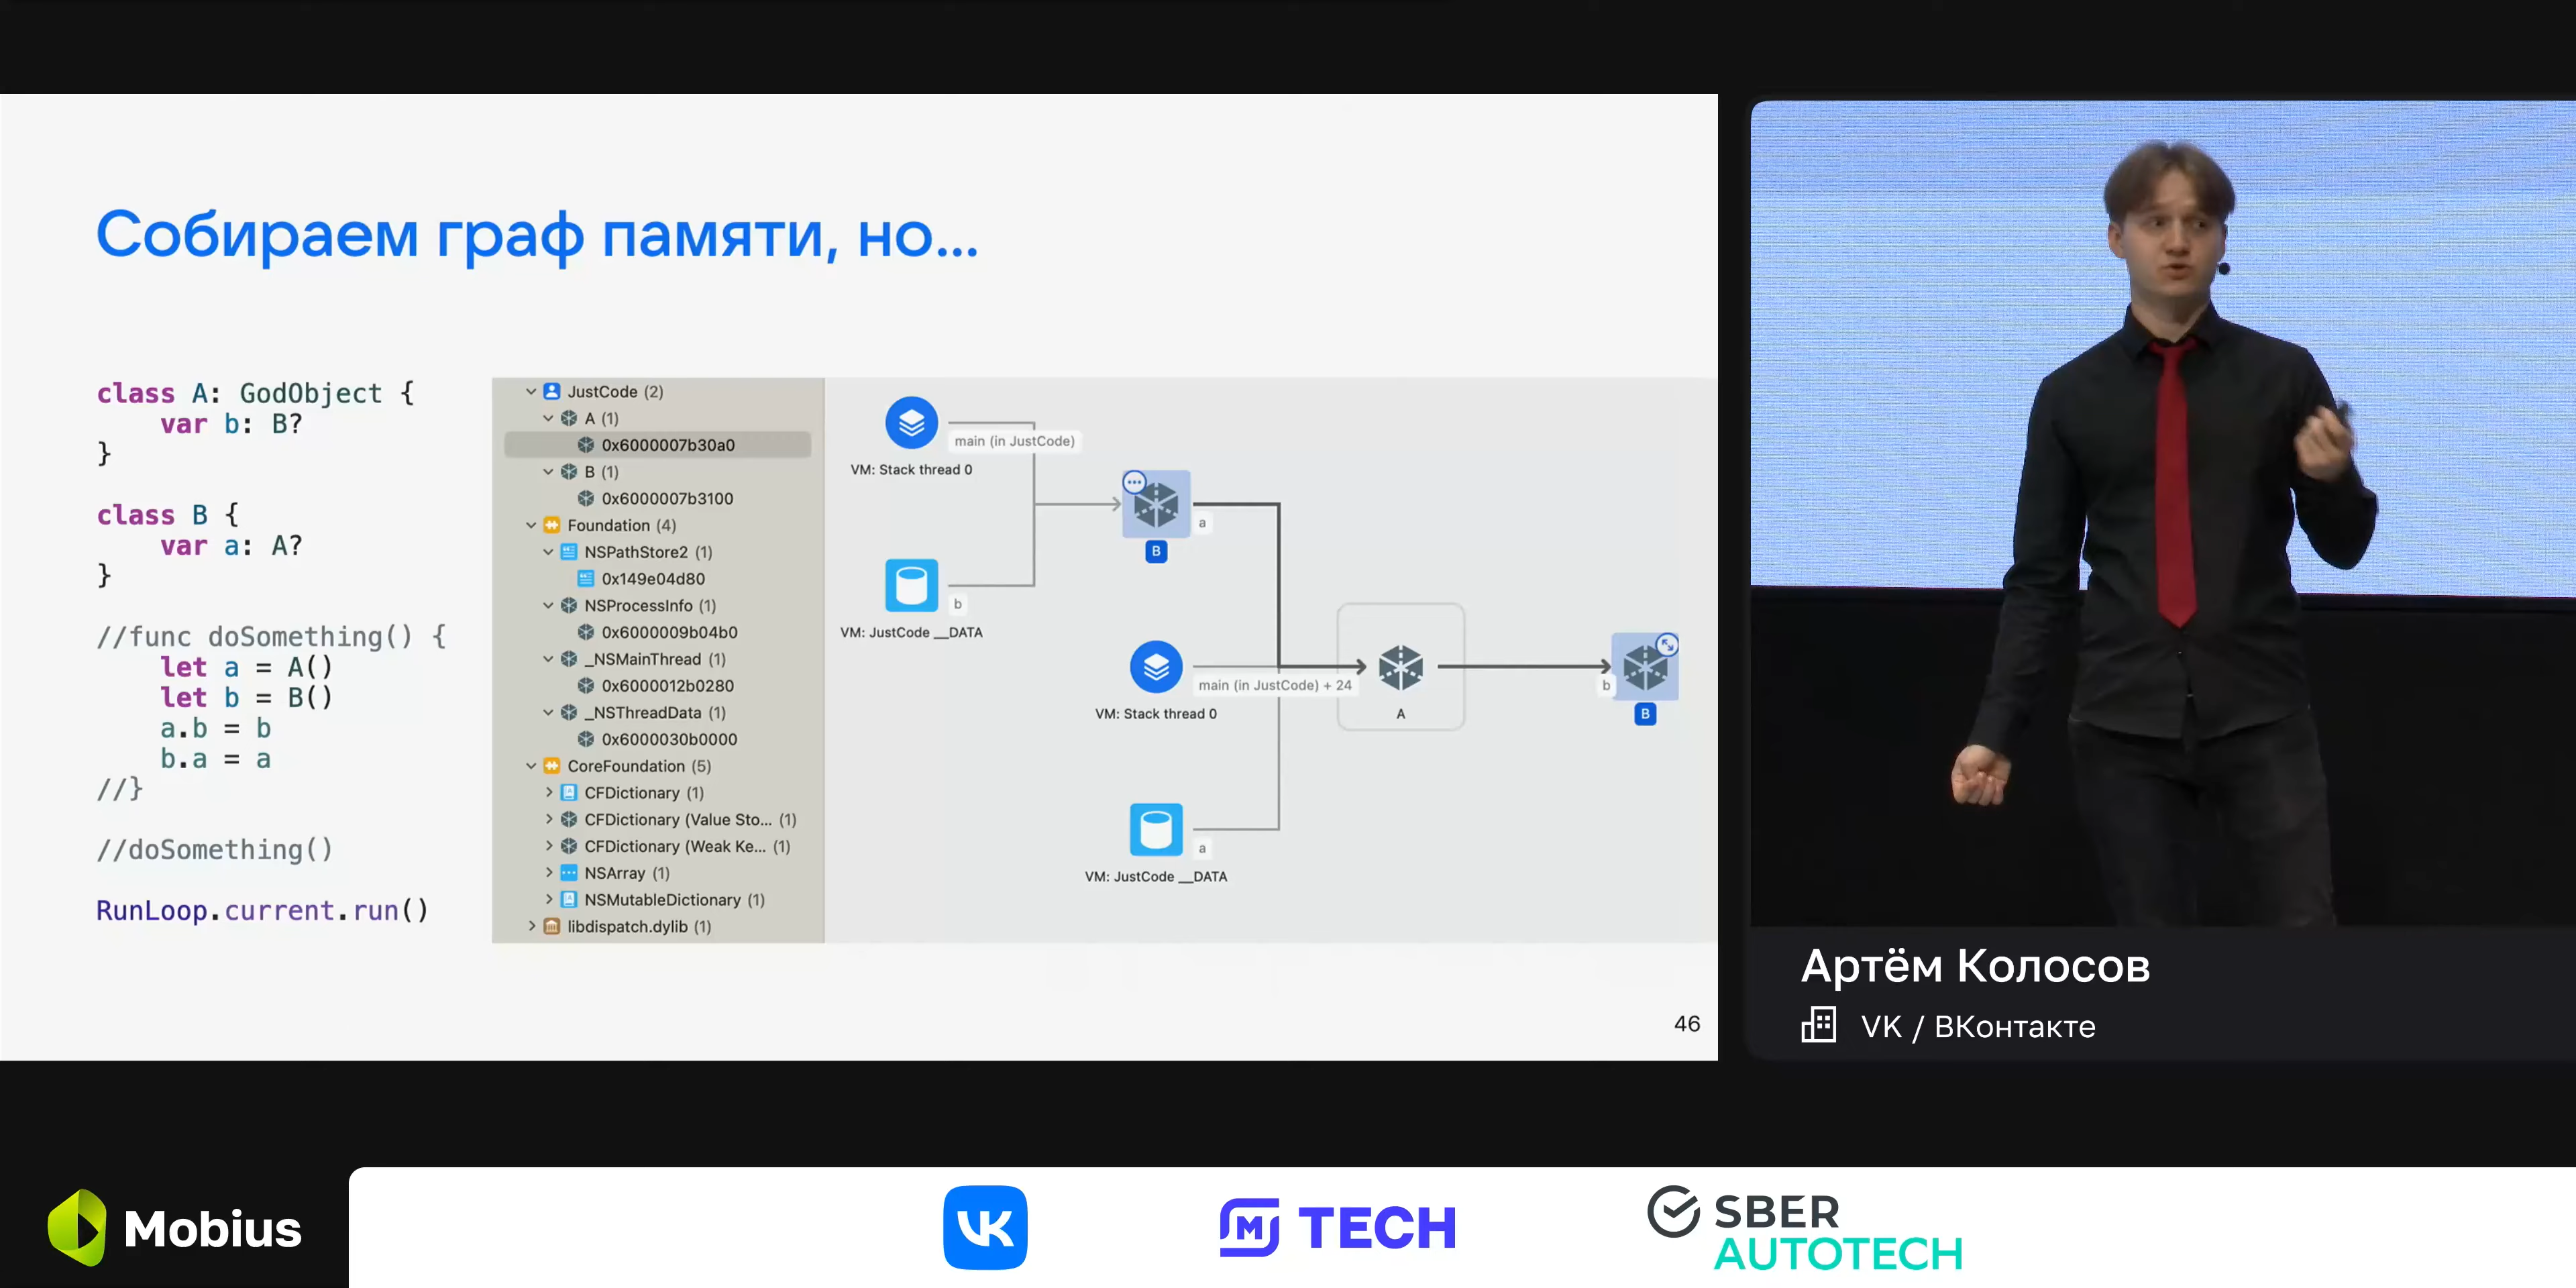 Собираем граф памяти, но...
class A: GodObject {
var b: B?
}
class B {
var a: A?
}
//func doSomething() {
let a = A()
let b = B()
a.b = b
b.a = a
//}
//doSomething()
RunLoop.current.run()
JustCode (2)
A (1)
0x6000007b30a0
B (1)
0x6000007b3100
Foundation (4)
NSPathStore2 (1)
0x149e04d80
NSProcessInfo (1)
0x6000009b04b0
_NSMainThread (1)
0x6000012b0280
_NSThreadData (1)
0x6000030b0000
CoreFoundation (5)
CFDictionary (1)
CFDictionary (Value Sto... (1)
CFDictionary (Weak Ke... (1)
NSArray (1)
NSMutableDictionary (1)
libdispatch.dylib (1)
main (in JustCode)
VM: Stack thread 0
a
B
b
VM: JustCode __DATA
main (in JustCode) + 24
VM: Stack thread 0
A
b
B
a
VM: JustCode __DATA
46
Артём Колосов
VK / ВКонтакте
Mobius
VK
M TECH
SBER
AUTOTECH